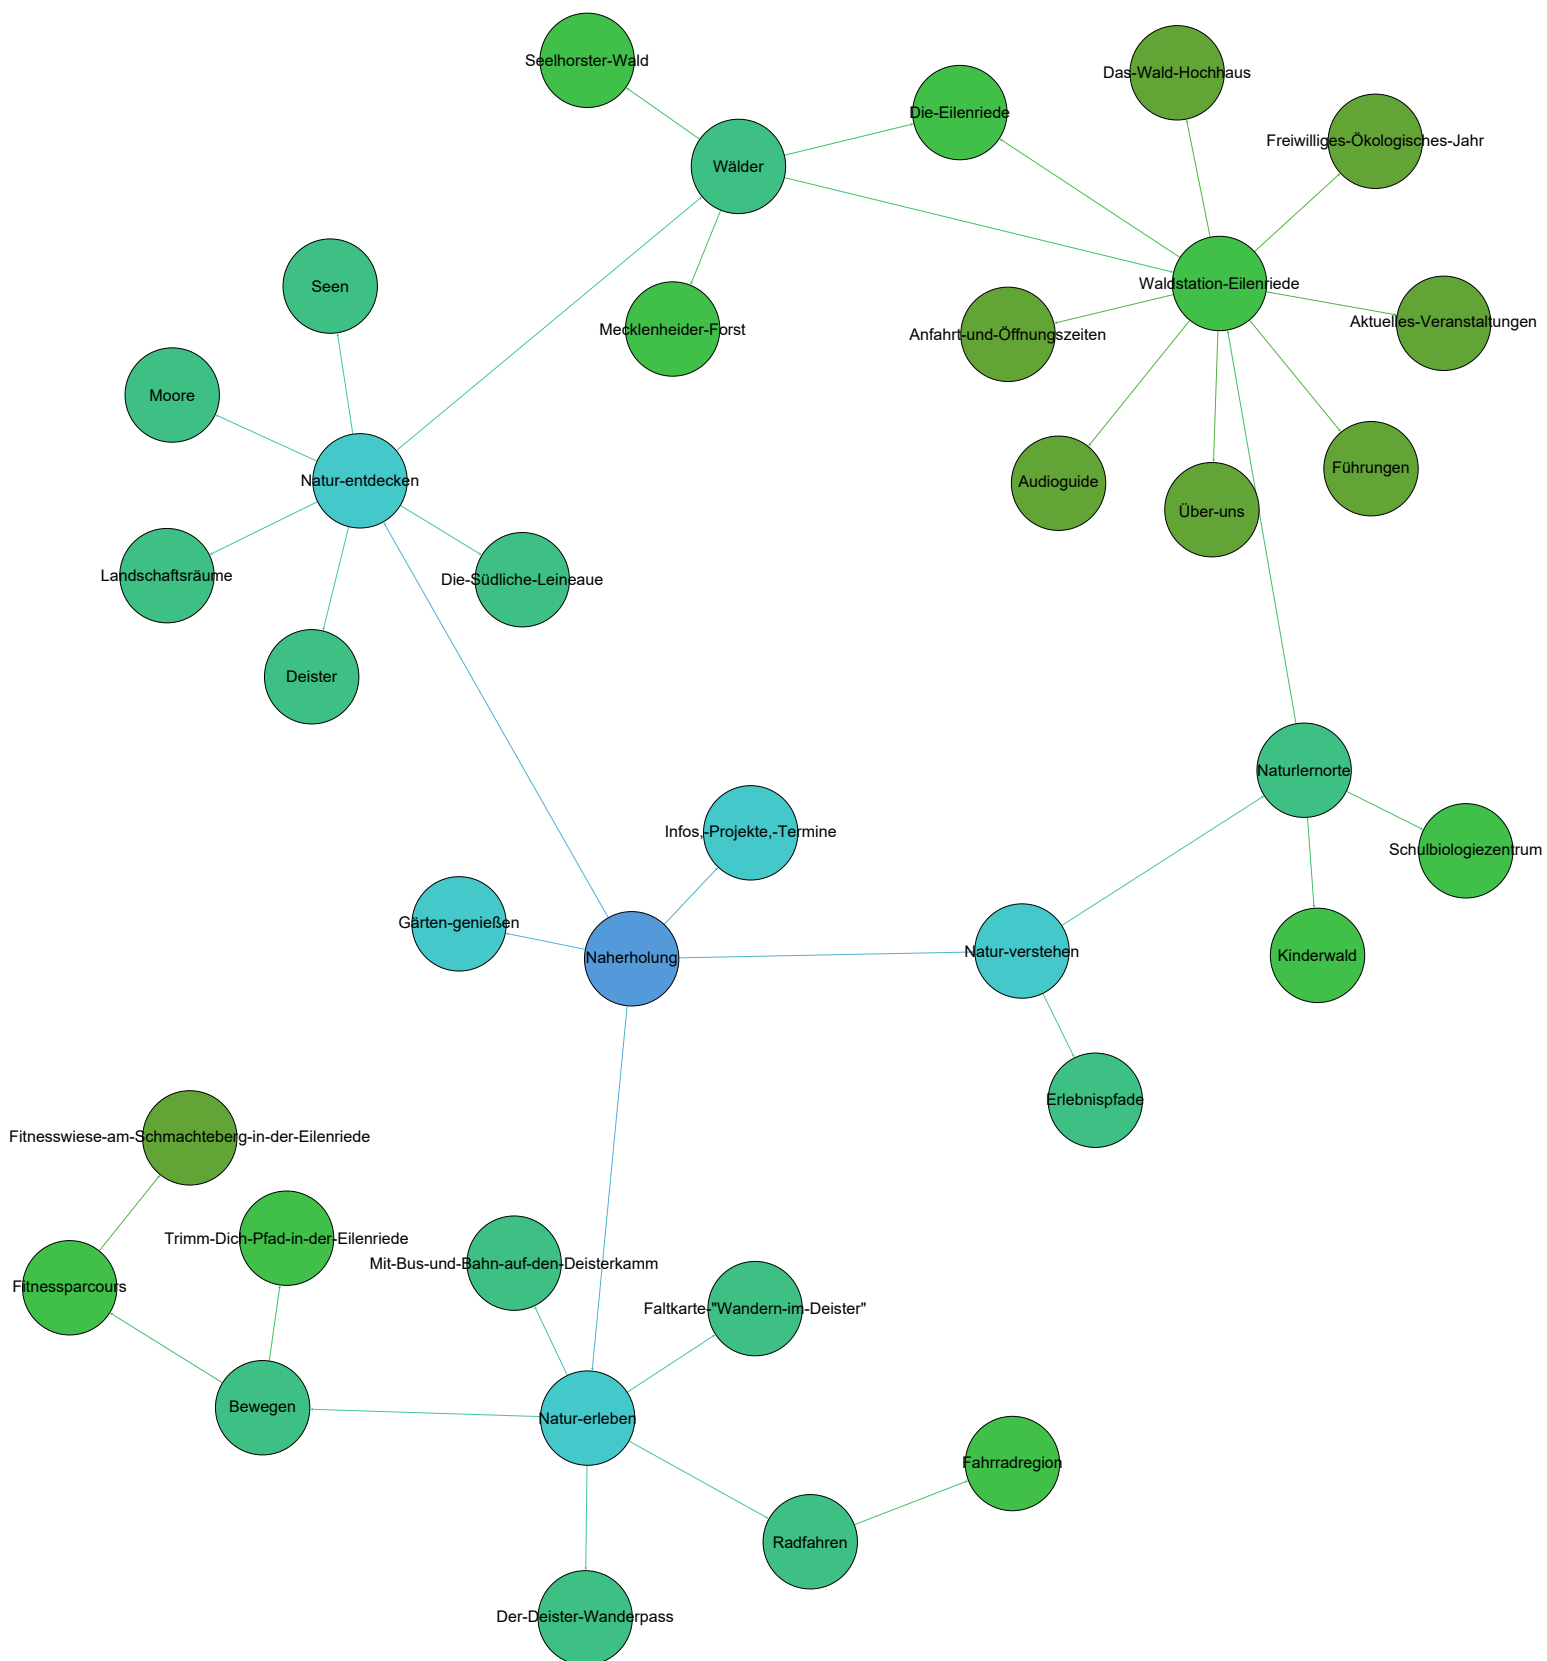 Seelhorster-Wald
Das-Wald-Hochhaus
Die-Eilenriede
Freiwilliges-Ökologisches-Jahr
Wälder
Seen
Waldstation-Eilenriede
Mecklenheider-Forst
Anfahrt-und-Öffnungszeiten
Aktuelles-Veranstaltungen
Moore
Natur-entdecken
Audioguide
Führungen
Über-uns
Landschaftsräume
Die-Südliche-Leineaue
Deister
Naturlernorte
Infos,-Projekte,-Termine
Schulbiologiezentrum
Gärten-genießen
Naherholung
Natur-verstehen
Kinderwald
Erlebnispfade
Fitnesswiese-am-Schmachteberg-in-der-Eilenriede
Trimm-Dich-Pfad-in-der-Eilenriede
Mit-Bus-und-Bahn-auf-den-Deisterkamm
Fitnessparcours
Faltkarte-"Wandern-im-Deister"
Bewegen
Natur-erleben
Fahrradregion
Radfahren
Der-Deister-Wanderpass